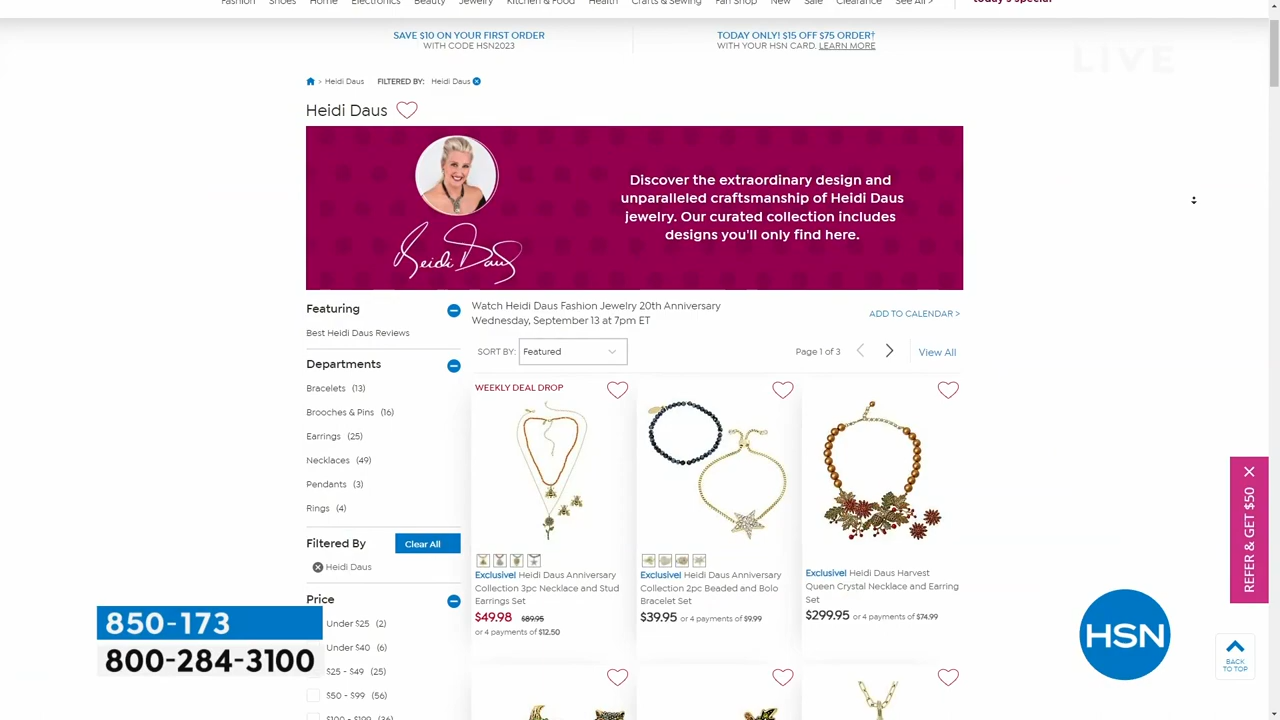 Fashion Shoes Home Electronics Beauty Jewelry Kitchen & Food Health Crafts & Sewing Fan Shop New Sale Clearance See All > today's special
SAVE $10 ON YOUR FIRST ORDER
WITH CODE HSN2023
TODAY ONLY! $15 OFF $75 ORDER†
WITH YOUR HSN CARD. LEARN MORE
LIVE
> Heidi Daus FILTERED BY: Heidi Daus
Heidi Daus
Discover the extraordinary design and
unparalleled craftsmanship of Heidi Daus
jewelry. Our curated collection includes
designs you'll only find here.
Heidi Daus
Featuring
Best Heidi Daus Reviews
Departments
Bracelets (13)
Brooches & Pins (16)
Earrings (25)
Necklaces (49)
Pendants (3)
Rings (4)
Filtered By
Clear All
Heidi Daus
Price
Under $25 (2)
Under $40 (6)
$25 - $49 (25)
$50 - $99 (56)
$100 - $199 (36)
Watch Heidi Daus Fashion Jewelry 20th Anniversary
Wednesday, September 13 at 7pm ET
ADD TO CALENDAR >
SORT BY: Featured
Page 1 of 3
View All
WEEKLY DEAL DROP
Exclusive! Heidi Daus Anniversary
Collection 3pc Necklace and Stud
Earrings Set
$49.98 $89.95
or 4 payments of $12.50
Exclusive! Heidi Daus Anniversary
Collection 2pc Beaded and Bolo
Bracelet Set
$39.95 or 4 payments of $9.99
Exclusive! Heidi Daus Harvest
Queen Crystal Necklace and Earring
Set
$299.95 or 4 payments of $74.99
REFER & GET $50
850-173
800-284-3100
HSN
BACK
TO TOP